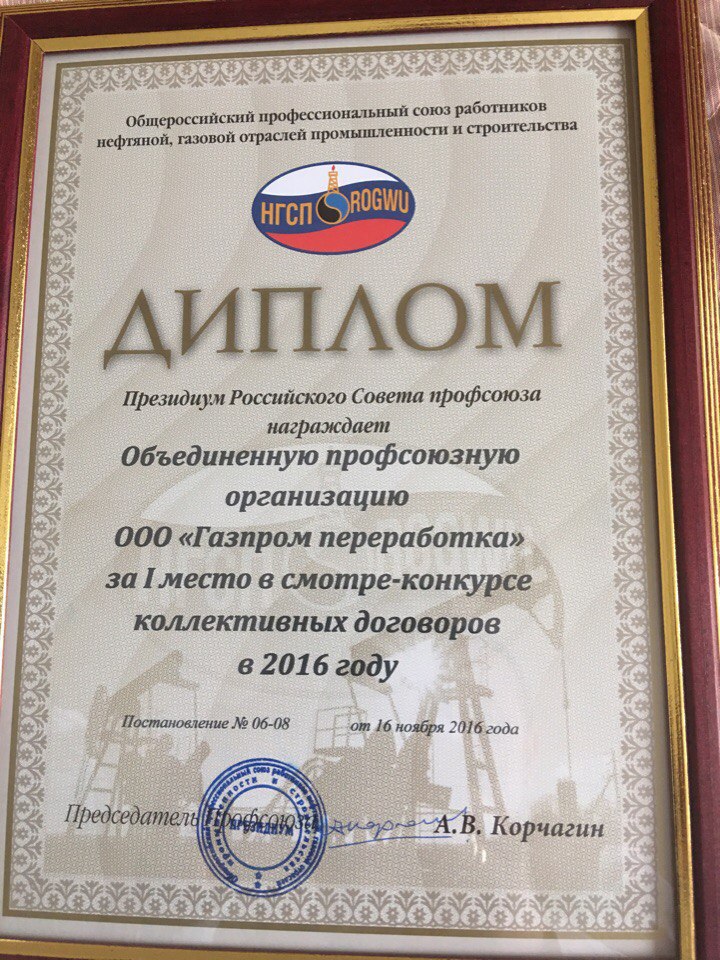 Общероссийский профессиональный союз работников
нефтяной, газовой отраслей промышленности и строительства
НГСП ROGWU
ДИПЛОМ
Президиум Российского Совета профсоюза
награждает
Объединенную профсоюзную
организацию
ООО «Газпром переработка»
за I место в смотре-конкурсе
коллективных договоров
в 2016 году
Постановление № 06-08 от 16 ноября 2016 года
Председатель профсоюза А.В. Корчагин
ПРЕЗИДИУМ